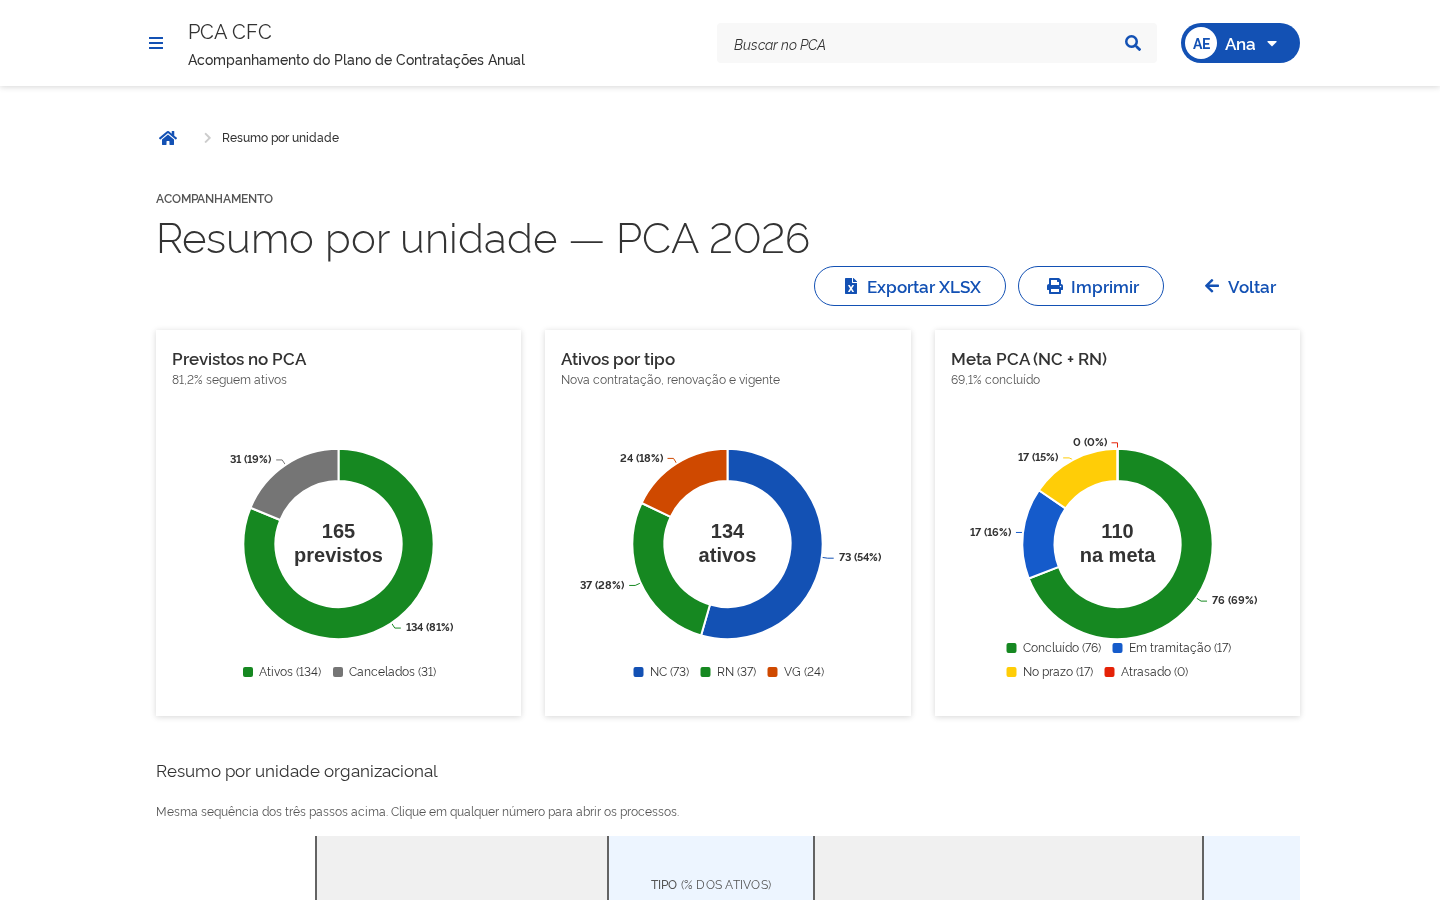 PCA CFC
Acompanhamento do Plano de Contratações Anual
Buscar no PCA
AE Ana
Resumo por unidade
ACOMPANHAMENTO
Resumo por unidade — PCA 2026
Exportar XLSX
Imprimir
Voltar
Previstos no PCA
81,2% seguem ativos
31 (19%)
165
previstos
134 (81%)
Ativos (134) Cancelados (31)
Ativos por tipo
Nova contratação, renovação e vigente
24 (18%)
134
ativos
73 (54%)
37 (28%)
NC (73) RN (37) VG (24)
Meta PCA (NC + RN)
69,1% concluído
0 (0%)
17 (15%)
17 (16%)
110
na meta
76 (69%)
Concluído (76) Em tramitação (17)
No prazo (17) Atrasado (0)
Resumo por unidade organizacional
Mesma sequência dos três passos acima. Clique em qualquer número para abrir os processos.
TIPO (% DOS ATIVOS)